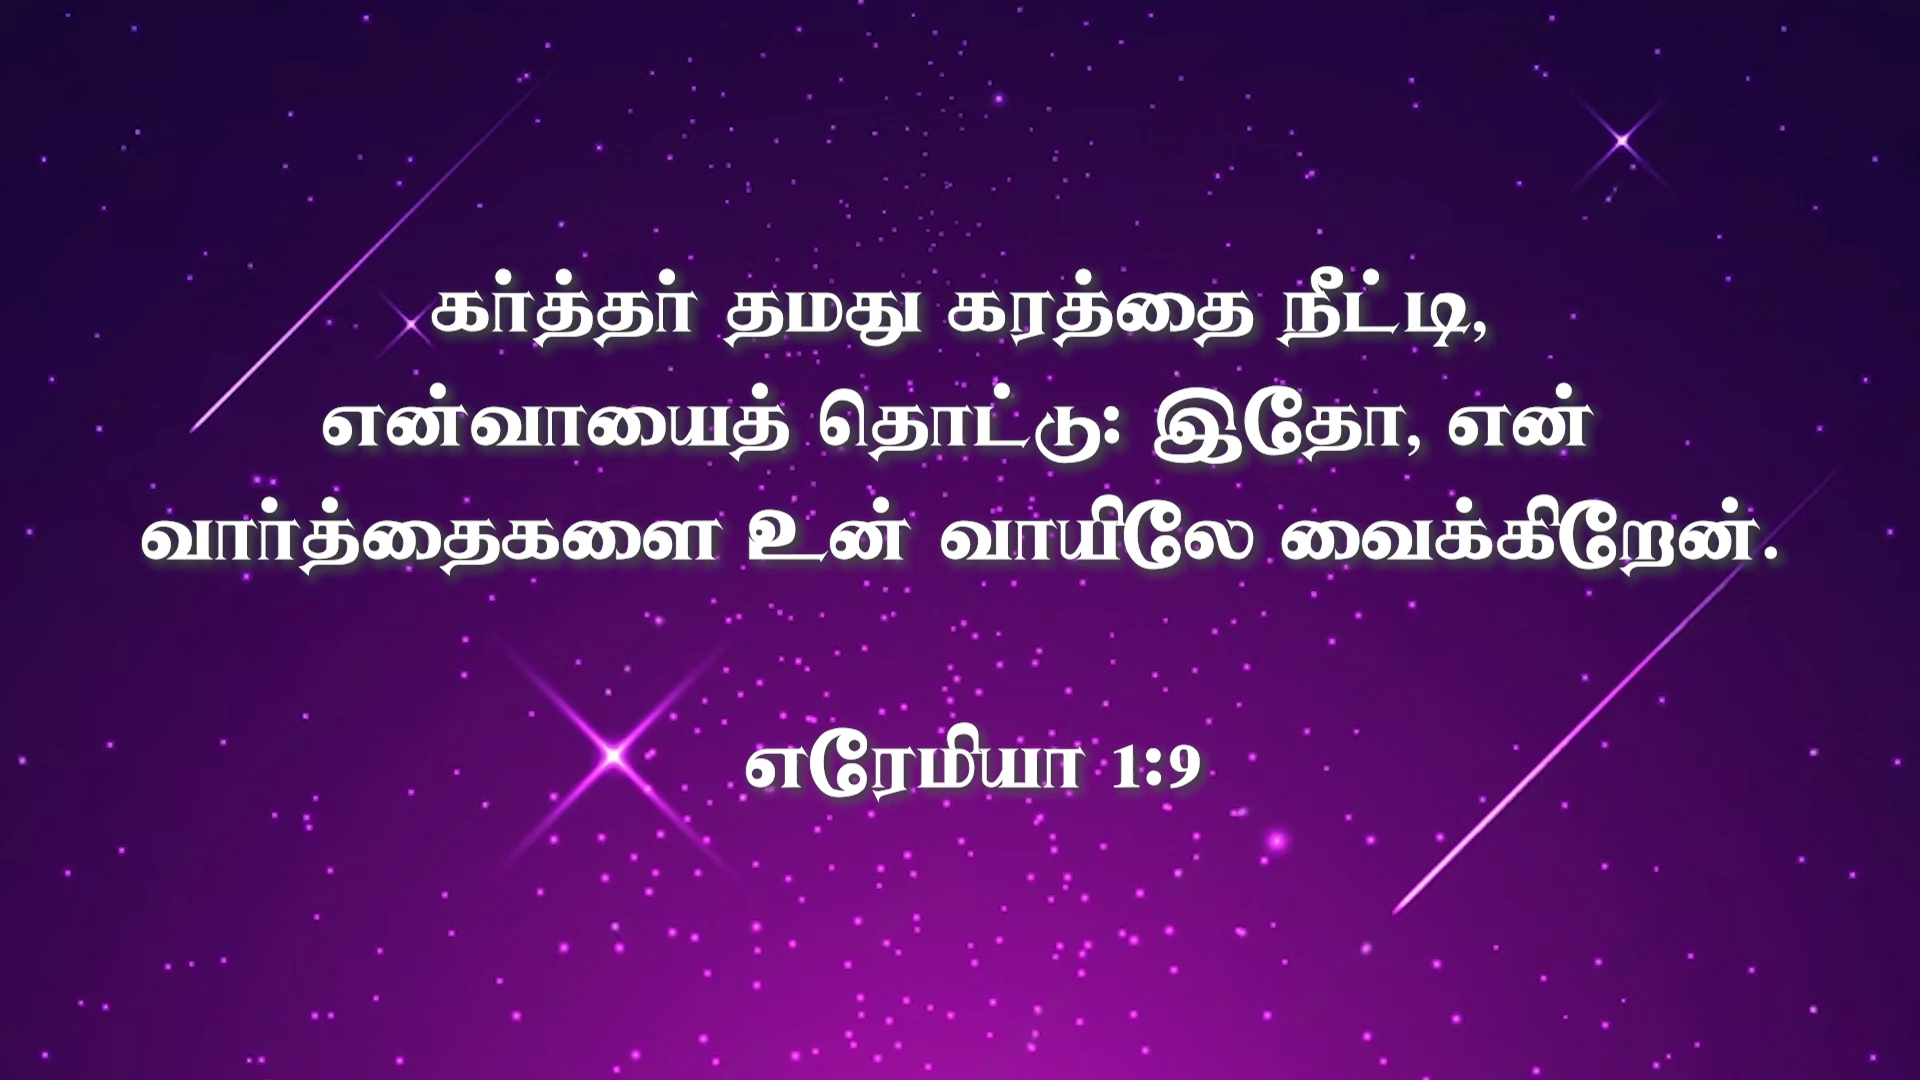 கர்த்தர் தமது கரத்தை நீட்டி,
என்வாயைத் தொட்டு: இதோ, என்
வார்த்தைகளை உன் வாயிலே வைக்கிறேன்.
எரேமியா 1:9